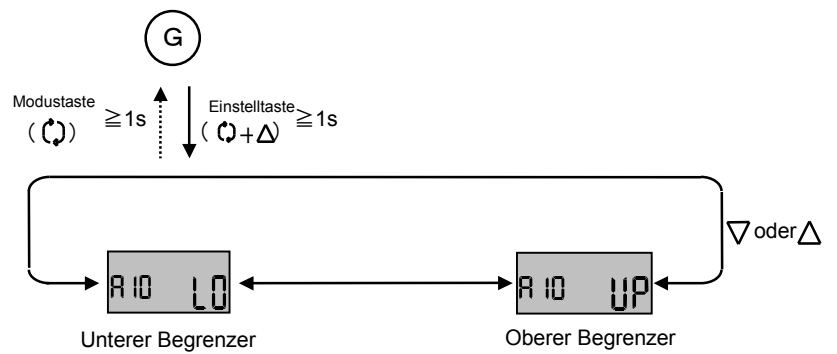 G
Modustaste
(🗘) ≧1s
Einstelltaste
(🗘+△) ≧1s
▽ oder △
A10 LO
A10 UP
Unterer Begrenzer
Oberer Begrenzer